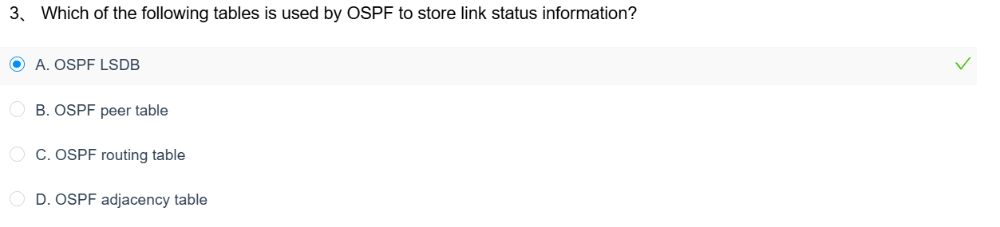 3、 Which of the following tables is used by OSPF to store link status information?
A. OSPF LSDB
B. OSPF peer table
C. OSPF routing table
D. OSPF adjacency table